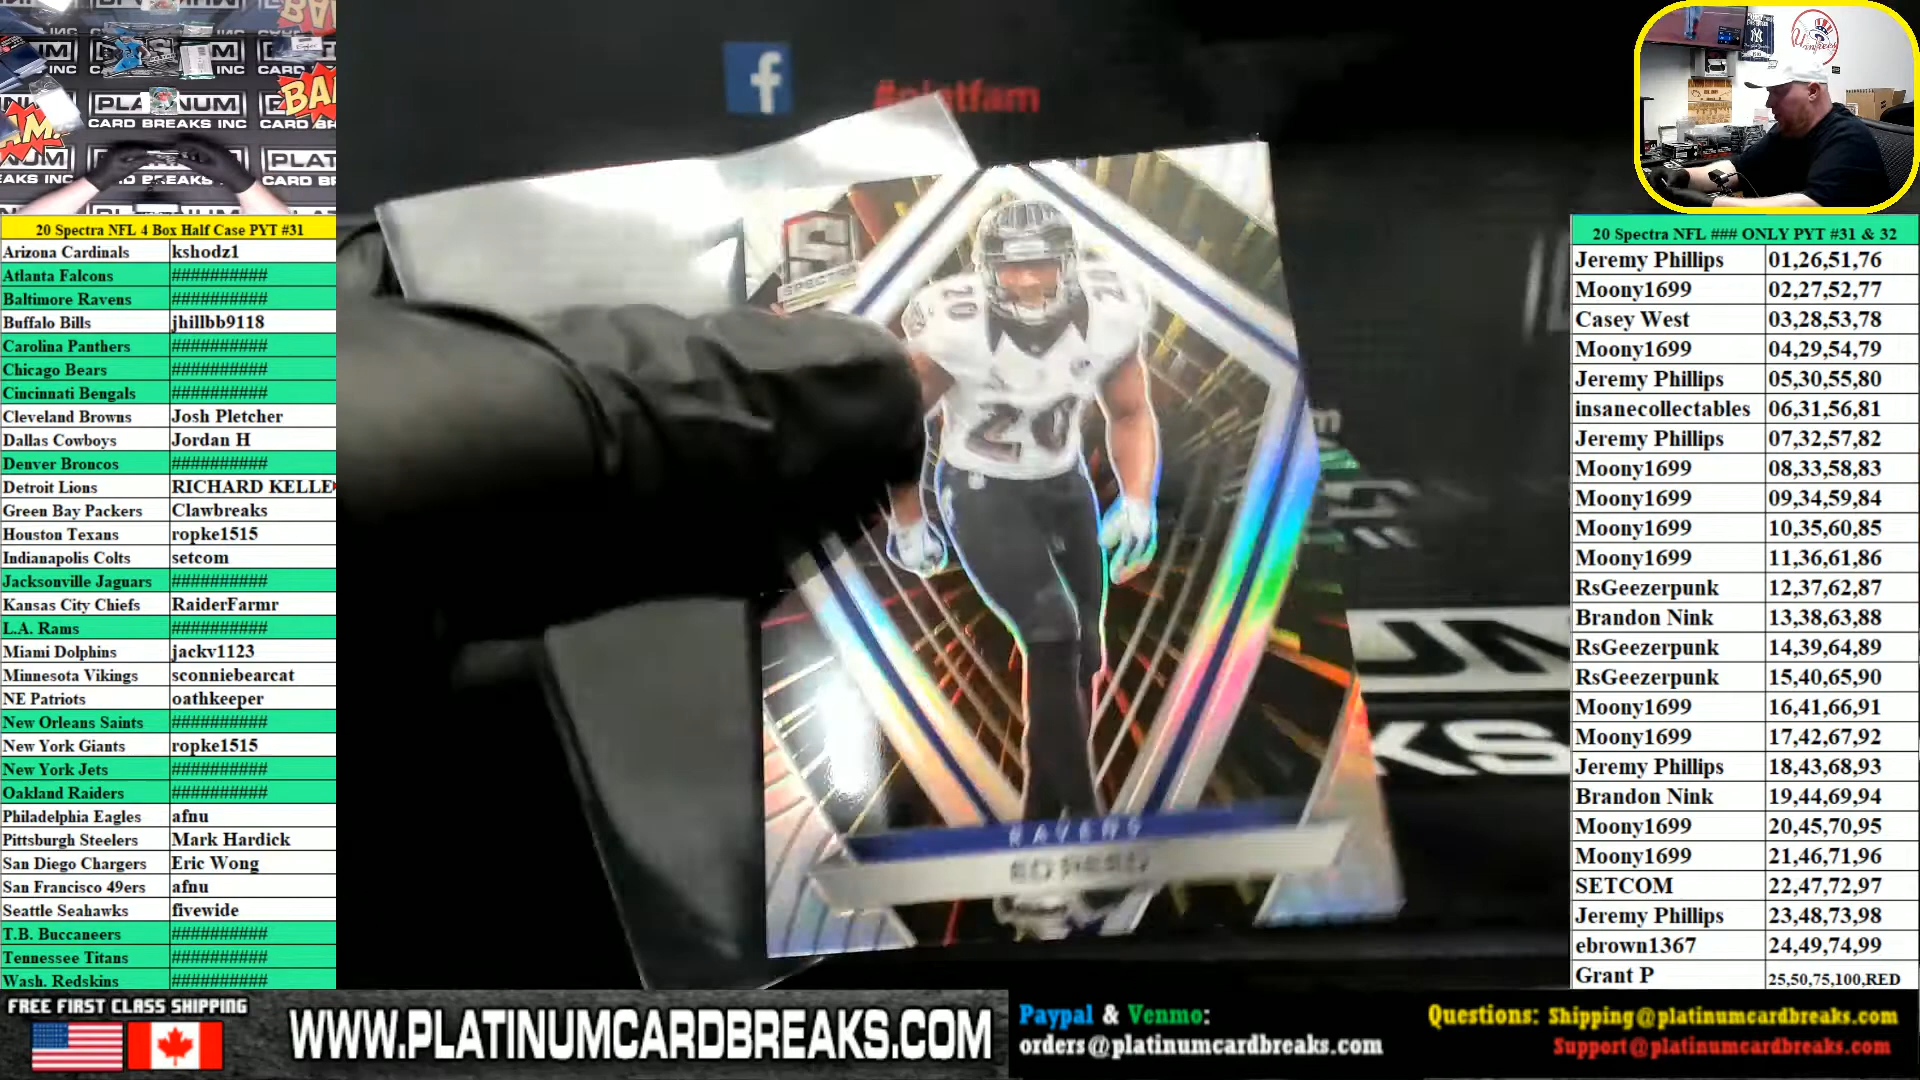 20 Spectra NFL 4 Box Half Case PYT #31
Arizona Cardinals kshodz1
Atlanta Falcons ##########
Baltimore Ravens ##########
Buffalo Bills jhillbb9118
Carolina Panthers ##########
Chicago Bears ##########
Cincinnati Bengals ##########
Cleveland Browns Josh Pletcher
Dallas Cowboys Jordan H
Denver Broncos ##########
Detroit Lions RICHARD KELLE
Green Bay Packers Clawbreaks
Houston Texans ropke1515
Indianapolis Colts setcom
Jacksonville Jaguars ##########
Kansas City Chiefs RaiderFarmr
L.A. Rams ##########
Miami Dolphins jackv1123
Minnesota Vikings sconniebearcat
NE Patriots oathkeeper
New Orleans Saints ##########
New York Giants ropke1515
New York Jets ##########
Oakland Raiders ##########
Philadelphia Eagles afnu
Pittsburgh Steelers Mark Hardick
San Diego Chargers Eric Wong
San Francisco 49ers afnu
Seattle Seahawks fivewide
T.B. Buccaneers ##########
Tennessee Titans ##########
Wash. Redskins ##########
PLATINUM
CARD BREAKS INC
f
#platfam
20
RAVENS
ED REED
20 Spectra NFL ### ONLY PYT #31 & 32
Jeremy Phillips 01,26,51,76
Moony1699 02,27,52,77
Casey West 03,28,53,78
Moony1699 04,29,54,79
Jeremy Phillips 05,30,55,80
insanecollectables 06,31,56,81
Jeremy Phillips 07,32,57,82
Moony1699 08,33,58,83
Moony1699 09,34,59,84
Moony1699 10,35,60,85
Moony1699 11,36,61,86
RsGeezerpunk 12,37,62,87
Brandon Nink 13,38,63,88
RsGeezerpunk 14,39,64,89
RsGeezerpunk 15,40,65,90
Moony1699 16,41,66,91
Moony1699 17,42,67,92
Jeremy Phillips 18,43,68,93
Brandon Nink 19,44,69,94
Moony1699 20,45,70,95
Moony1699 21,46,71,96
SETCOM 22,47,72,97
Jeremy Phillips 23,48,73,98
ebrown1367 24,49,74,99
Grant P 25,50,75,100,RED
FREE FIRST CLASS SHIPPING
WWW.PLATINUMCARDBREAKS.COM
Paypal & Venmo:
orders@platinumcardbreaks.com
Questions: Shipping@platinumcardbreaks.com
Support@platinumcardbreaks.com